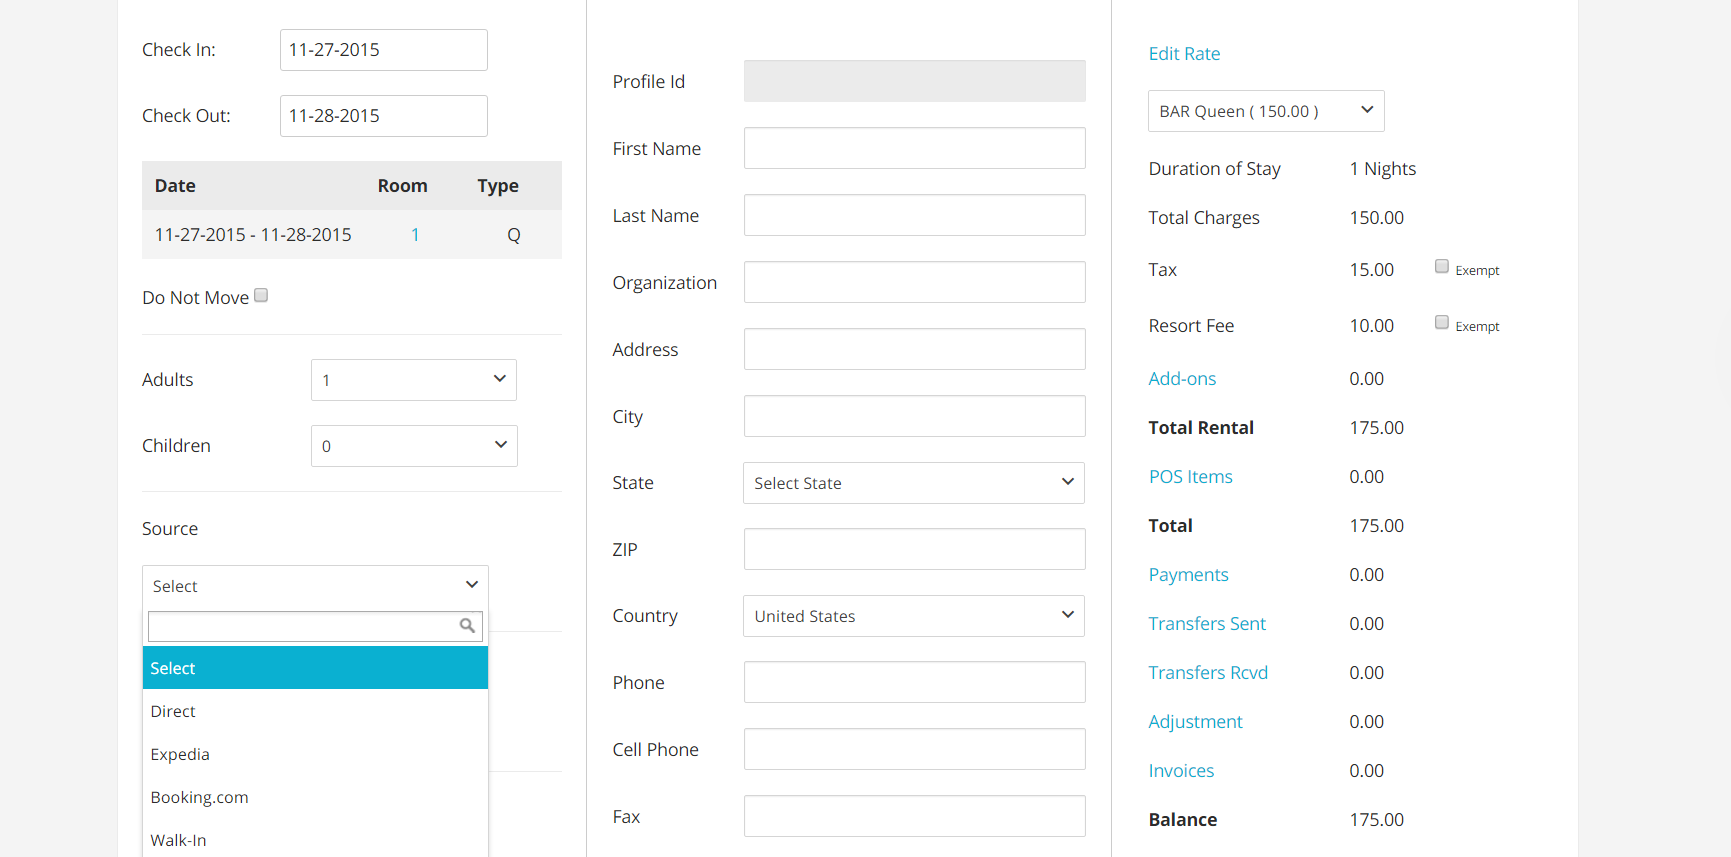 Check In: 11-27-2015
Check Out: 11-28-2015
Date Room Type
11-27-2015 - 11-28-2015 1 Q
Do Not Move
Adults 1
Children 0
Source
Select
Select
Direct
Expedia
Booking.com
Walk-In
Profile Id
First Name
Last Name
Organization
Address
City
State Select State
ZIP
Country United States
Phone
Cell Phone
Fax
Edit Rate
BAR Queen ( 150.00 )
Duration of Stay 1 Nights
Total Charges 150.00
Tax 15.00 Exempt
Resort Fee 10.00 Exempt
Add-ons 0.00
Total Rental 175.00
POS Items 0.00
Total 175.00
Payments 0.00
Transfers Sent 0.00
Transfers Rcvd 0.00
Adjustment 0.00
Invoices 0.00
Balance 175.00